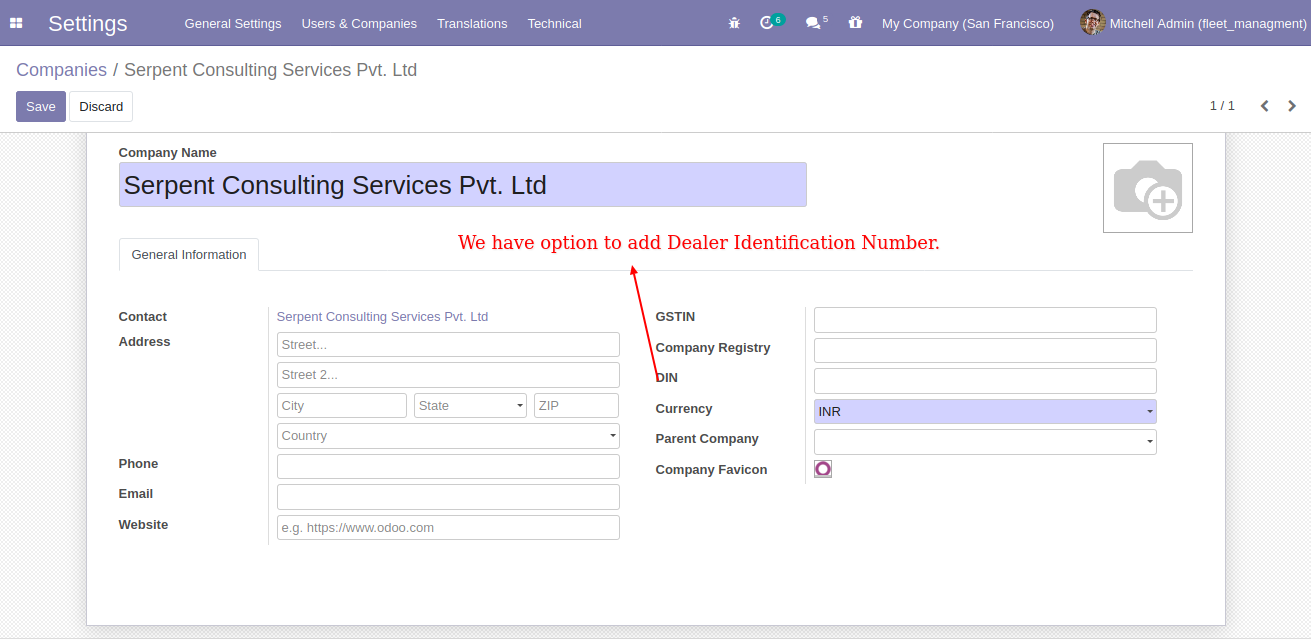 Settings General Settings Users & Companies Translations Technical 6 5 My Company (San Francisco) Mitchell Admin (fleet_managment)
Companies / Serpent Consulting Services Pvt. Ltd
Save Discard 1 / 1
Company Name
Serpent Consulting Services Pvt. Ltd
We have option to add Dealer Identification Number.
General Information
Contact Serpent Consulting Services Pvt. Ltd
Address Street...
Street 2...
City State ZIP
Country
Phone
Email
Website e.g. https://www.odoo.com
GSTIN
Company Registry
DIN
Currency INR
Parent Company
Company Favicon